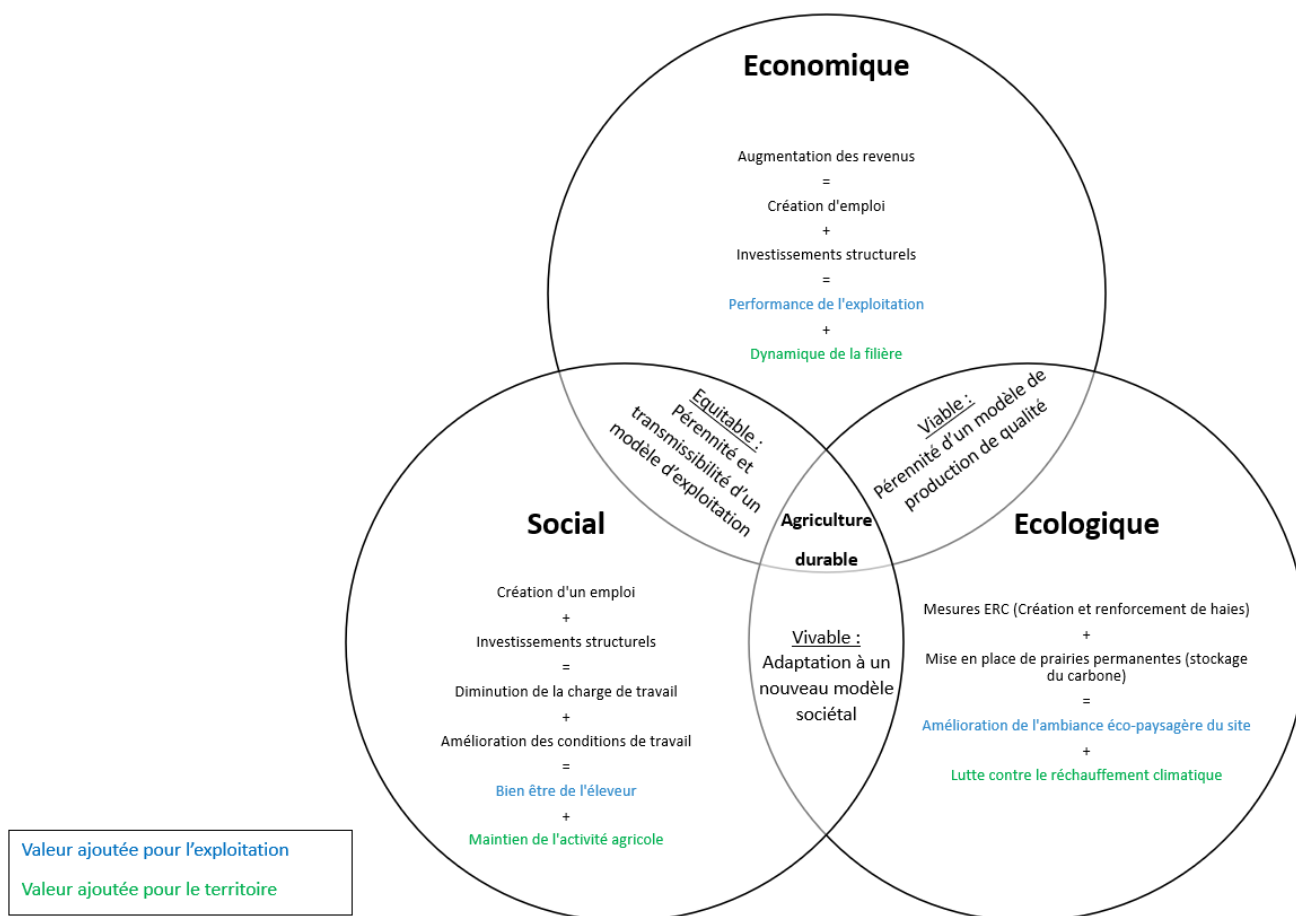 Economique
Augmentation des revenus
=
Création d'emploi
+
Investissements structurels
=
Performance de l'exploitation
+
Dynamique de la filière
Equitable :
Pérennité et
transmissibilité d'un
modèle d'exploitation
Viable :
Pérennité d'un modèle de
production de qualité
Agriculture
durable
Social
Création d'un emploi
+
Investissements structurels
=
Diminution de la charge de travail
+
Amélioration des conditions de travail
=
Bien être de l'éleveur
+
Maintien de l'activité agricole
Vivable :
Adaptation à un
nouveau modèle
sociétal
Ecologique
Mesures ERC (Création et renforcement de haies)
+
Mise en place de prairies permanentes (stockage
du carbone)
=
Amélioration de l'ambiance éco-paysagère du site
+
Lutte contre le réchauffement climatique
Valeur ajoutée pour l'exploitation
Valeur ajoutée pour le territoire